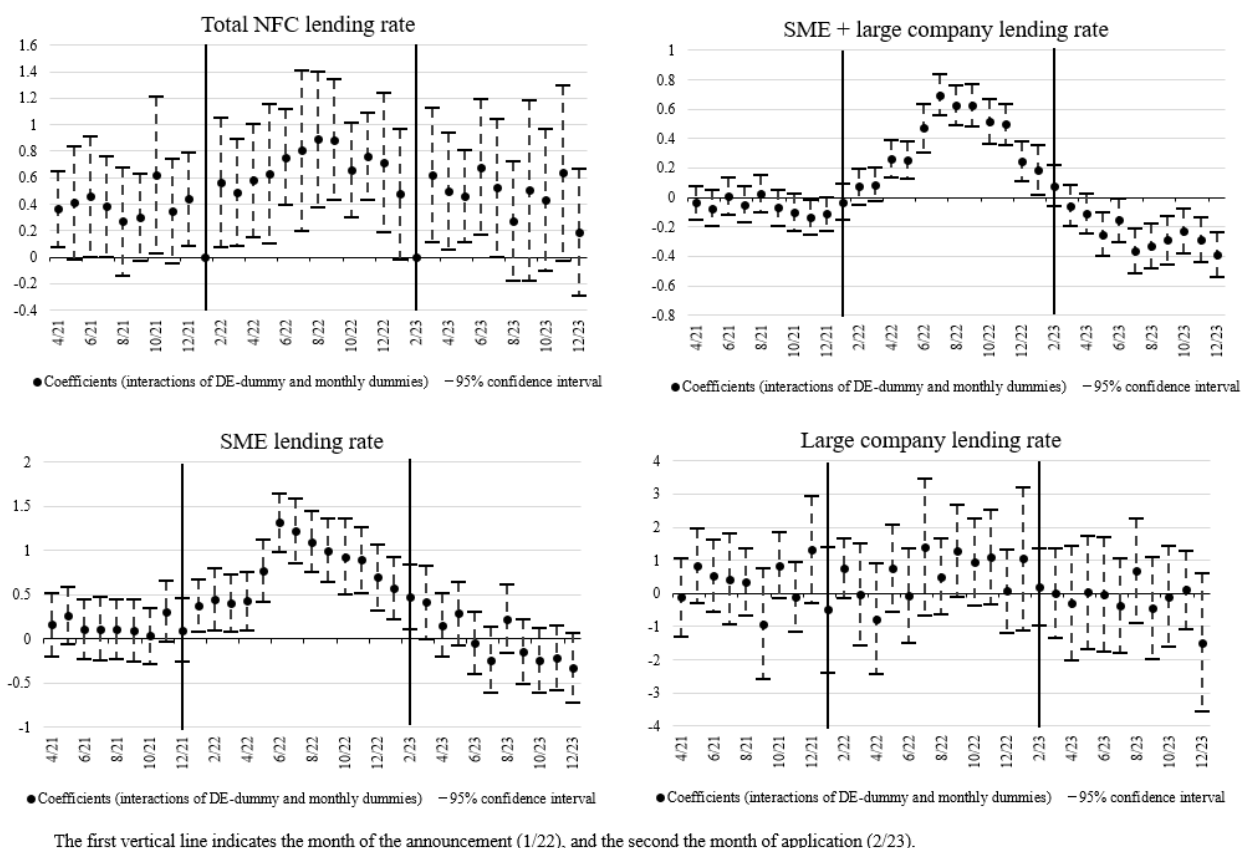 Total NFC lending rate
1.6
1.4
1.2
1
0.8
0.6
0.4
0.2
0
-0.2
-0.4
4/21 6/21 8/21 10/21 12/21 2/22 4/22 6/22 8/22 10/22 12/22 2/23 4/23 6/23 8/23 10/23 12/23
●Coefficients (interactions of DE-dummy and monthly dummies) –95% confidence interval
SME + large company lending rate
1
0.8
0.6
0.4
0.2
0
-0.2
-0.4
-0.6
-0.8
4/21 6/21 8/21 10/21 12/21 2/22 4/22 6/22 8/22 10/22 12/22 2/23 4/23 6/23 8/23 10/23 12/23
●Coefficients (interactions of DE-dummy and monthly dummies) –95% confidence interval
SME lending rate
2
1.5
1
0.5
0
-0.5
-1
4/21 6/21 8/21 10/21 12/21 2/22 4/22 6/22 8/22 10/22 12/22 2/23 4/23 6/23 8/23 10/23 12/23
●Coefficients (interactions of DE-dummy and monthly dummies) –95% confidence interval
Large company lending rate
4
3
2
1
0
-1
-2
-3
-4
4/21 6/21 8/21 10/21 12/21 2/22 4/22 6/22 8/22 10/22 12/22 2/23 4/23 6/23 8/23 10/23 12/23
●Coefficients (interactions of DE-dummy and monthly dummies) –95% confidence interval
The first vertical line indicates the month of the announcement (1/22), and the second the month of application (2/23).